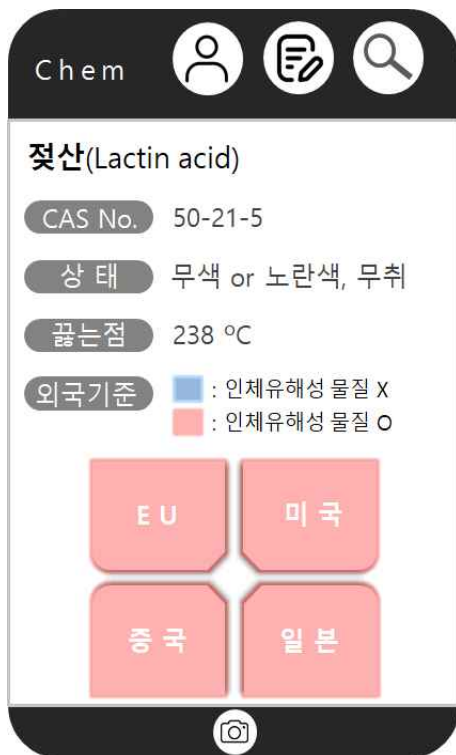 Chem
젖산(Lactin acid)
CAS No. 50-21-5
상 태 무색 or 노란색, 무취
끓는점 238 ºC
외국기준 : 인체유해성 물질 X
: 인체유해성 물질 O
E U 미 국
중 국 일 본